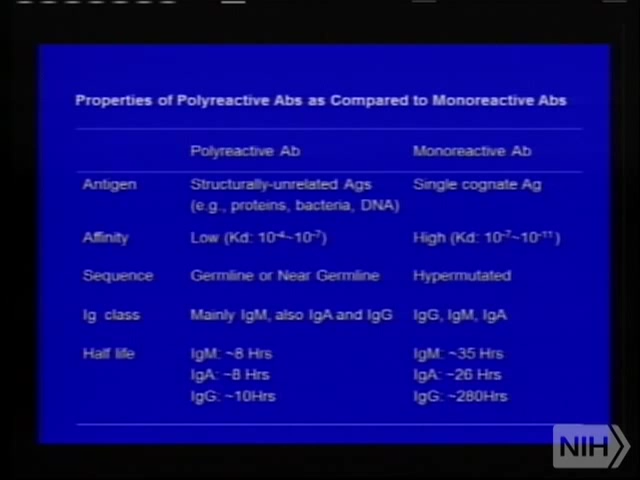 Properties of Polyreactive Abs as Compared to Monoreactive Abs
Polyreactive Ab Monoreactive Ab
Antigen Structurally-unrelated Ags Single cognate Ag
(e.g., proteins, bacteria, DNA)
Affinity Low (Kd: 10⁻⁴~10⁻⁷) High (Kd: 10⁻⁷~10⁻¹¹)
Sequence Germline or Near Germline Hypermutated
Ig class Mainly IgM, also IgA and IgG IgG, IgM, IgA
Half life IgM: ~8 Hrs IgM: ~35 Hrs
IgA: ~8 Hrs IgA: ~26 Hrs
IgG: ~10Hrs IgG: ~280Hrs
NIH